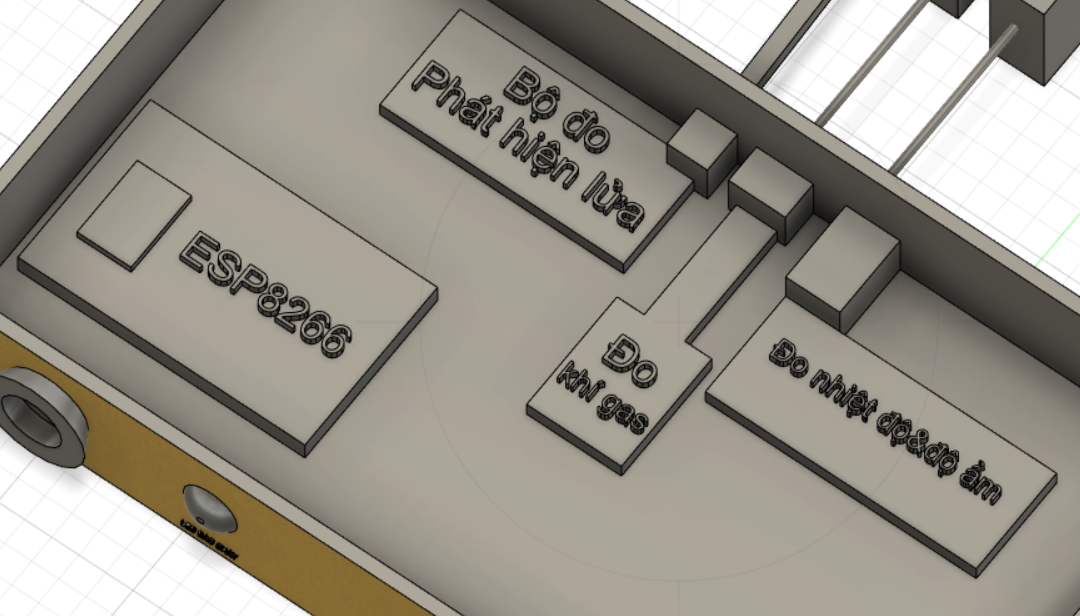 Bộ đo
Phát hiện lửa
ESP8266
Đo
khí gas
Đo nhiệt độ&độ ẩm